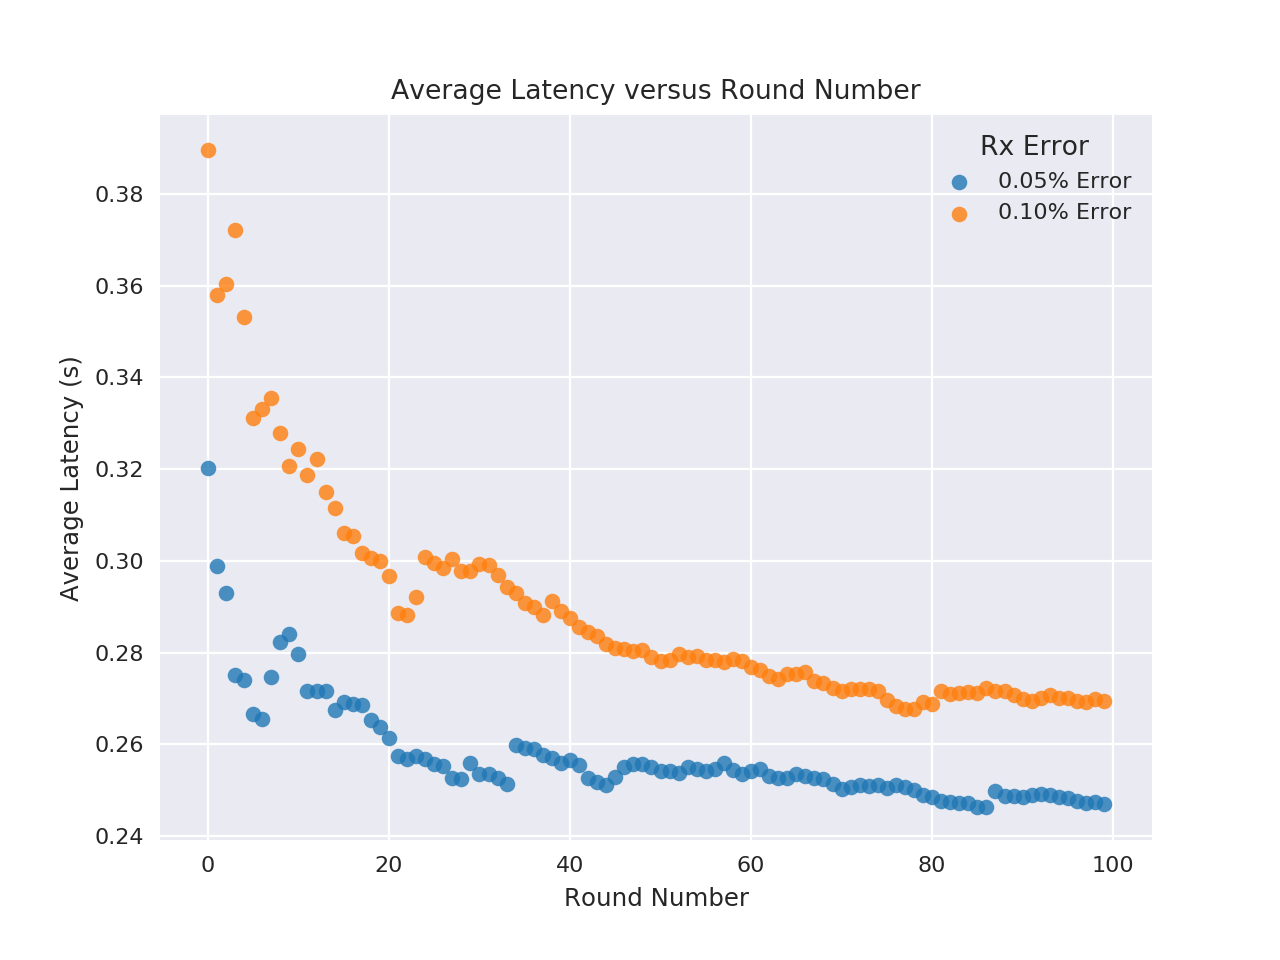 Average Latency versus Round Number
Rx Error
0.05% Error
0.10% Error
Average Latency (s)
0.38
0.36
0.34
0.32
0.30
0.28
0.26
0.24
0 20 40 60 80 100
Round Number